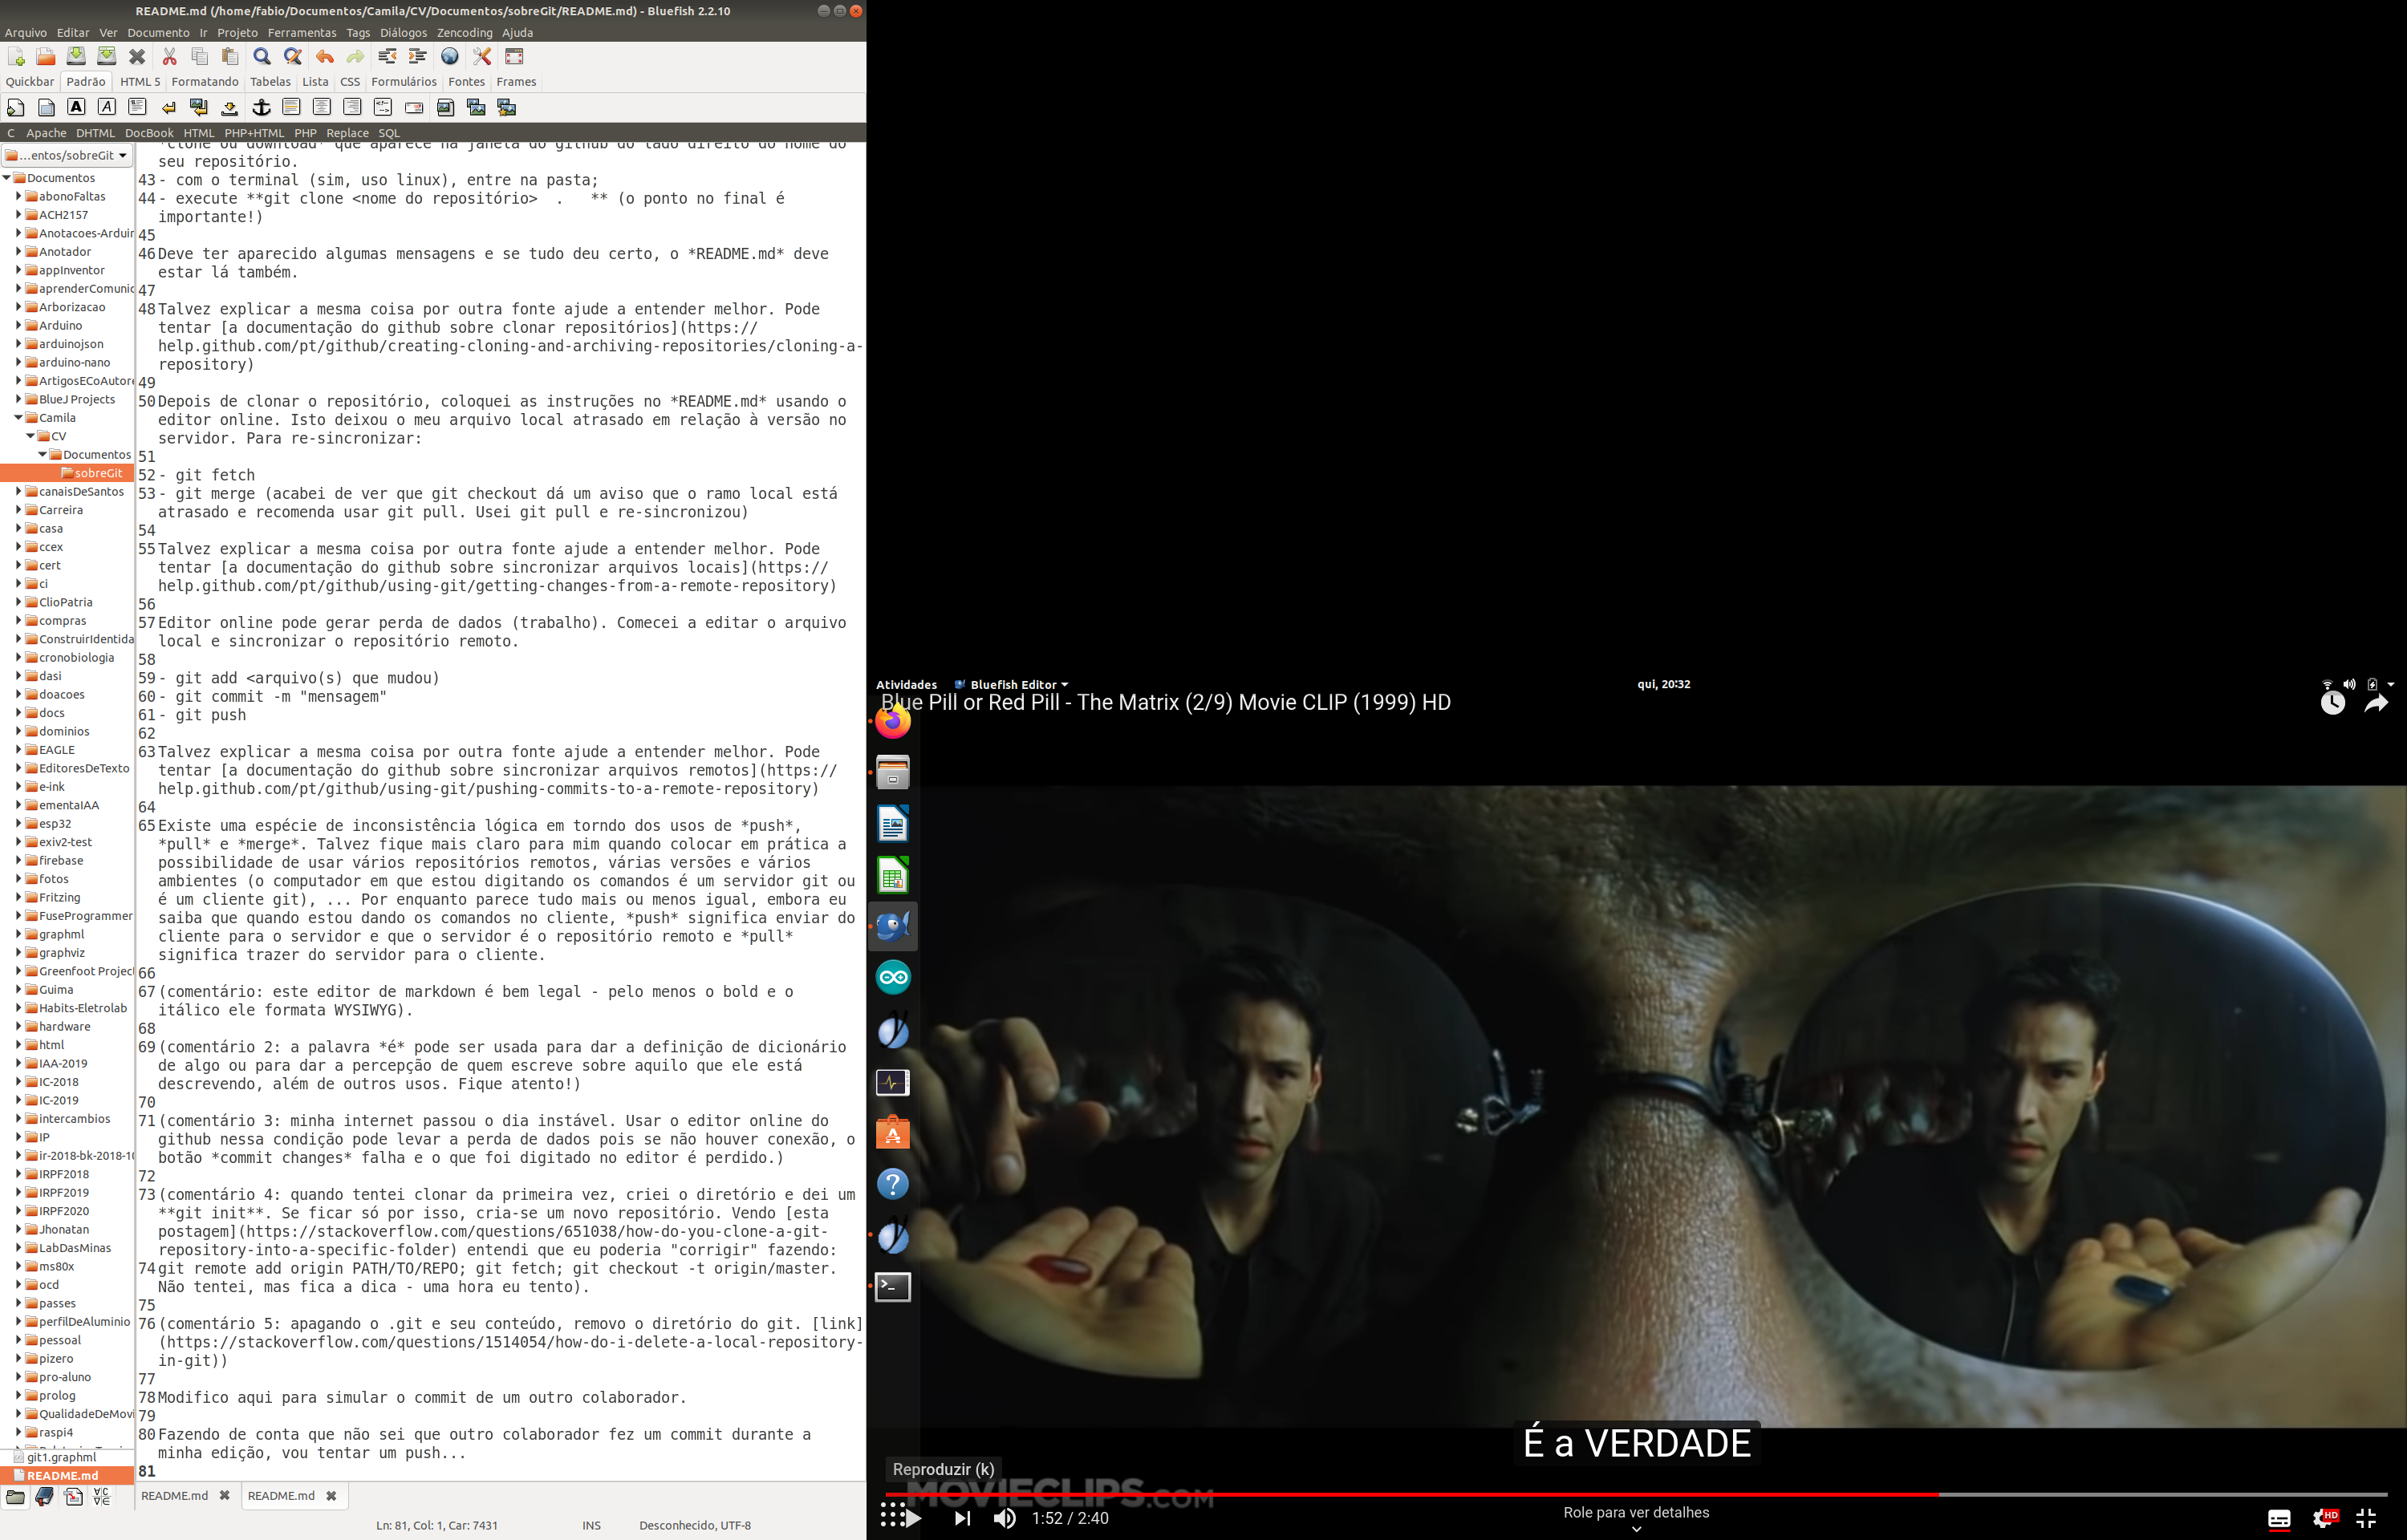 README.md (/home/fabio/Documentos/Camila/CV/Documentos/sobreGit/README.md) - Bluefish 2.2.10
Arquivo Editar Ver Documento Ir Projeto Ferramentas Tags Diálogos Zencoding Ajuda
Quickbar Padrão HTML 5 Formatando Tabelas Lista CSS Formulários Fontes Frames
C Apache DHTML DocBook HTML PHP+HTML PHP Replace SQL
...entos/sobreGit
Documentos
abonoFaltas
ACH2157
Anotacoes-Arduin
Anotador
appInventor
aprenderComunic
Arborizacao
Arduino
arduinojson
arduino-nano
ArtigosECoAutore
BlueJ Projects
Camila
CV
Documentos
sobreGit
canaisDeSantos
Carreira
casa
ccex
cert
ci
ClioPatria
compras
ConstruirIdentida
cronobiologia
dasi
doacoes
docs
dominios
EAGLE
EditoresDeTexto
e-ink
ementaIAA
esp32
exiv2-test
firebase
fotos
Fritzing
FuseProgrammer
graphml
graphviz
Greenfoot Project
Guima
Habits-Eletrolab
hardware
html
IAA-2019
IC-2018
IC-2019
intercambios
IP
ir-2018-bk-2018-10
IRPF2018
IRPF2019
IRPF2020
Jhonatan
LabDasMinas
ms80x
ocd
passes
perfilDeAluminio
pessoal
pizero
pro-aluno
prolog
QualidadeDeMovi
raspi4
git1.graphml
README.md
*clone ou download* que aparece na janela do github do lado direito do nome do
seu repositório.
43 - com o terminal (sim, uso linux), entre na pasta;
44 - execute **git clone <nome do repositório>  .   ** (o ponto no final é
importante!)
45
46 Deve ter aparecido algumas mensagens e se tudo deu certo, o *README.md* deve
estar lá também.
47
48 Talvez explicar a mesma coisa por outra fonte ajude a entender melhor. Pode
tentar [a documentação do github sobre clonar repositórios](https://
help.github.com/pt/github/creating-cloning-and-archiving-repositories/cloning-a-
repository)
49
50 Depois de clonar o repositório, coloquei as instruções no *README.md* usando o
editor online. Isto deixou o meu arquivo local atrasado em relação à versão no
servidor. Para re-sincronizar:
51
52 - git fetch
53 - git merge (acabei de ver que git checkout dá um aviso que o ramo local está
atrasado e recomenda usar git pull. Usei git pull e re-sincronizou)
54
55 Talvez explicar a mesma coisa por outra fonte ajude a entender melhor. Pode
tentar [a documentação do github sobre sincronizar arquivos locais](https://
help.github.com/pt/github/using-git/getting-changes-from-a-remote-repository)
56
57 Editor online pode gerar perda de dados (trabalho). Comecei a editar o arquivo
local e sincronizar o repositório remoto.
58
59 - git add <arquivo(s) que mudou)
60 - git commit -m "mensagem"
61 - git push
62
63 Talvez explicar a mesma coisa por outra fonte ajude a entender melhor. Pode
tentar [a documentação do github sobre sincronizar arquivos remotos](https://
help.github.com/pt/github/using-git/pushing-commits-to-a-remote-repository)
64
65 Existe uma espécie de inconsistência lógica em torndo dos usos de *push*,
*pull* e *merge*. Talvez fique mais claro para mim quando colocar em prática a
possibilidade de usar vários repositórios remotos, várias versões e vários
ambientes (o computador em que estou digitando os comandos é um servidor git ou
é um cliente git), ... Por enquanto parece tudo mais ou menos igual, embora eu
saiba que quando estou dando os comandos no cliente, *push* significa enviar do
cliente para o servidor e que o servidor é o repositório remoto e *pull*
significa trazer do servidor para o cliente.
66
67 (comentário: este editor de markdown é bem legal - pelo menos o bold e o
itálico ele formata WYSIWYG).
68
69 (comentário 2: a palavra *é* pode ser usada para dar a definição de dicionário
de algo ou para dar a percepção de quem escreve sobre aquilo que ele está
descrevendo, além de outros usos. Fique atento!)
70
71 (comentário 3: minha internet passou o dia instável. Usar o editor online do
github nessa condição pode levar a perda de dados pois se não houver conexão, o
botão *commit changes* falha e o que foi digitado no editor é perdido.)
72
73 (comentário 4: quando tentei clonar da primeira vez, criei o diretório e dei um
**git init**. Se ficar só por isso, cria-se um novo repositório. Vendo [esta
postagem](https://stackoverflow.com/questions/651038/how-do-you-clone-a-git-
repository-into-a-specific-folder) entendi que eu poderia "corrigir" fazendo:
74 git remote add origin PATH/TO/REPO; git fetch; git checkout -t origin/master.
Não tentei, mas fica a dica - uma hora eu tento).
75
76 (comentário 5: apagando o .git e seu conteúdo, removo o diretório do git. [link]
(https://stackoverflow.com/questions/1514054/how-do-i-delete-a-local-repository-
in-git))
77
78 Modifico aqui para simular o commit de um outro colaborador.
79
80 Fazendo de conta que não sei que outro colaborador fez um commit durante a
minha edição, vou tentar um push...
81
README.md README.md
Ln: 81, Col: 1, Car: 7431 INS Desconhecido, UTF-8
Atividades Bluefish Editor qui, 20:32
Blue Pill or Red Pill - The Matrix (2/9) Movie CLIP (1999) HD
É a VERDADE
Reproduzir (k)
MOVIECLIPS.COM
1:52 / 2:40
Role para ver detalhes
HD